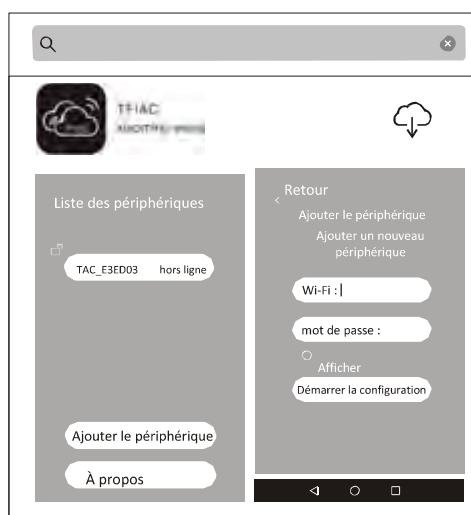 TFIAC
Liste des périphériques
TAC_E3ED03 hors ligne
Ajouter le périphérique
À propos
Retour
Ajouter le périphérique
Ajouter un nouveau
périphérique
Wi-Fi :
mot de passe :
Afficher
Démarrer la configuration